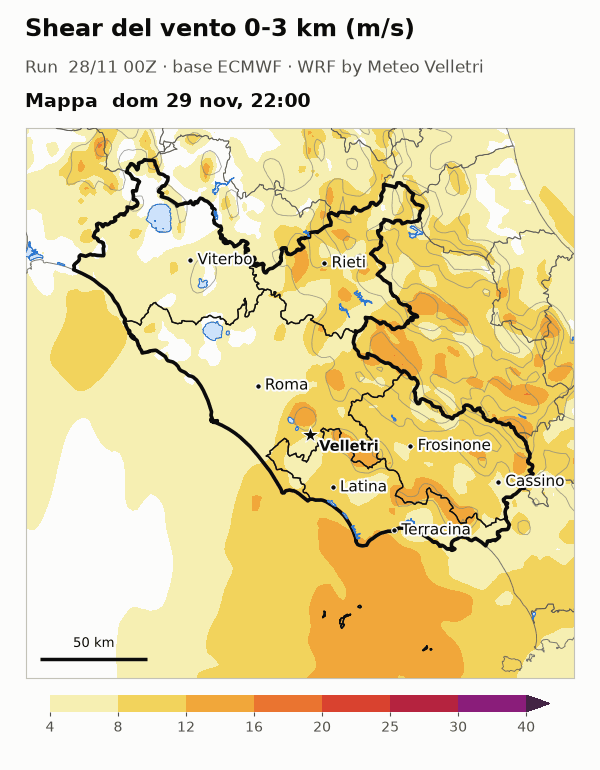 Shear del vento 0-3 km (m/s)
Run  28/11 00Z · base ECMWF · WRF by Meteo Velletri
Mappa  dom 29 nov, 22:00
Viterbo
Rieti
Roma
Velletri
Frosinone
Latina
Cassino
Terracina
50 km
4 8 12 16 20 25 30 40